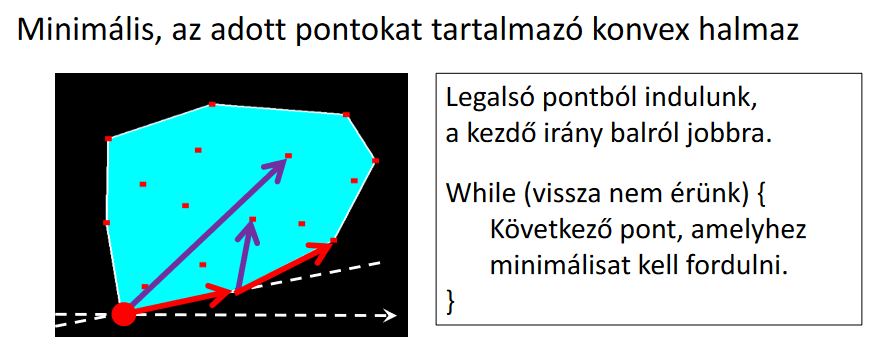 Minimális, az adott pontokat tartalmazó konvex halmaz
Legalsó pontból indulunk,
a kezdő irány balról jobbra.
While (vissza nem érünk) {
Következő pont, amelyhez
minimálisat kell fordulni.
}